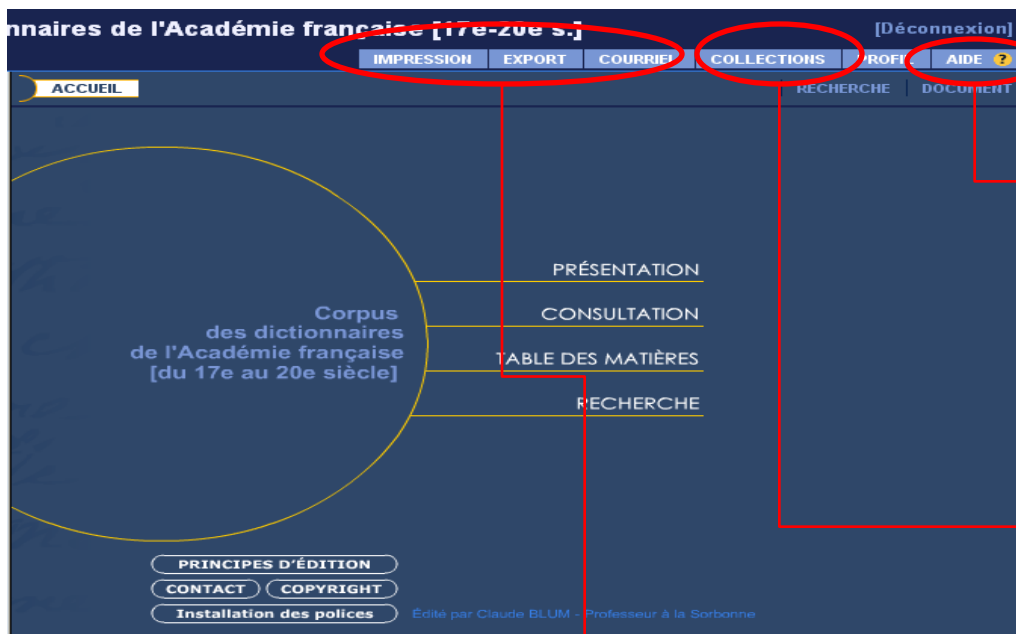 nnaires de l'Académie française [17e-20e s.] [Déconnexion]
IMPRESSION EXPORT COURRIEL COLLECTIONS PROFIL AIDE ?
ACCUEIL RECHERCHE DOCUMENT
PRÉSENTATION
CONSULTATION
TABLE DES MATIÈRES
RECHERCHE
Corpus
des dictionnaires
de l'Académie française
[du 17e au 20e siècle]
PRINCIPES D'ÉDITION
CONTACT COPYRIGHT
Installation des polices Édité par Claude BLUM - Professeur à la Sorbonne